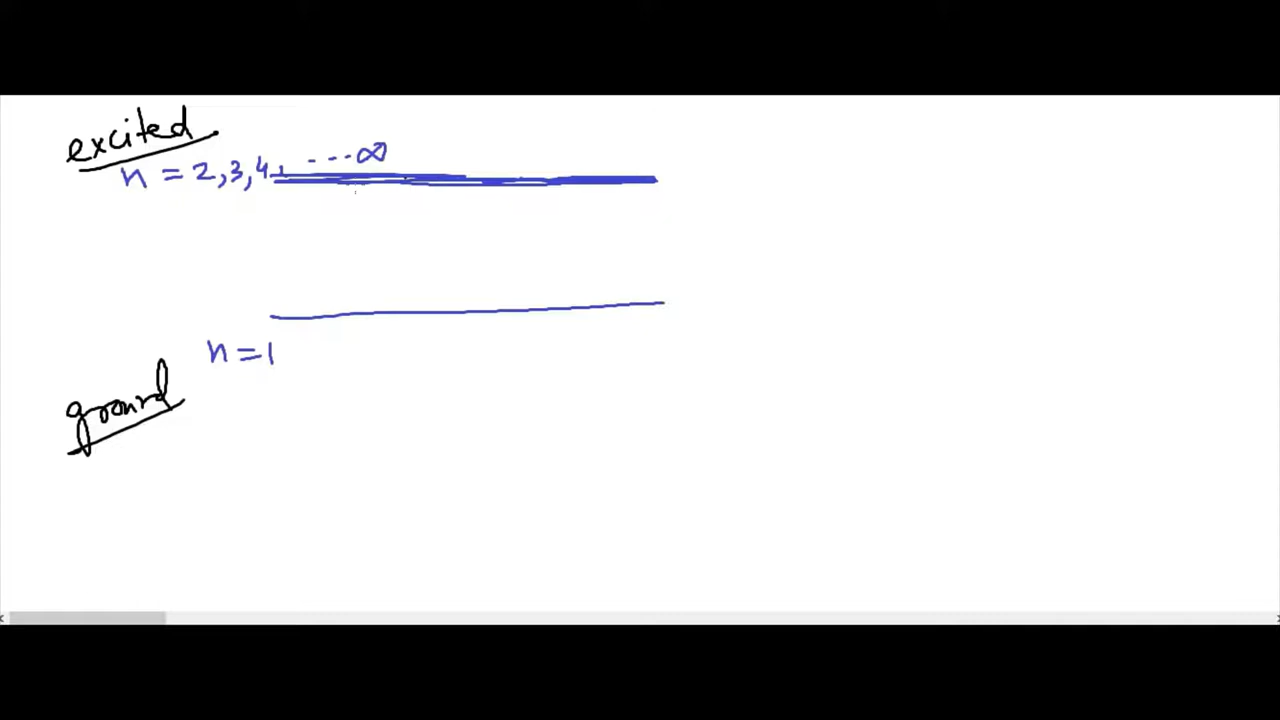 excited
n = 2,3,4, ---∞
n = 1
ground